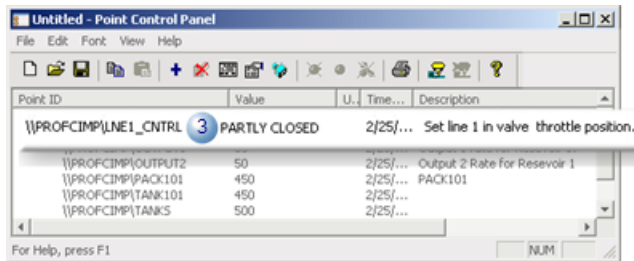 Untitled - Point Control Panel
File Edit Font View Help
Point ID Value U.. Time... Description
\\PROFCIMP\LNE1_CNTRL 3 PARTLY CLOSED 2/25/... Set line 1 in valve throttle position.
\\PROFCIMP\OUTPUT2 50 2/25/... Output 2 Rate for Resevoir 1
\\PROFCIMP\PACK101 450 2/25/... PACK101
\\PROFCIMP\TANK101 450 2/25/...
\\PROFCIMP\TANK5 500 2/25/...
For Help, press F1 NUM